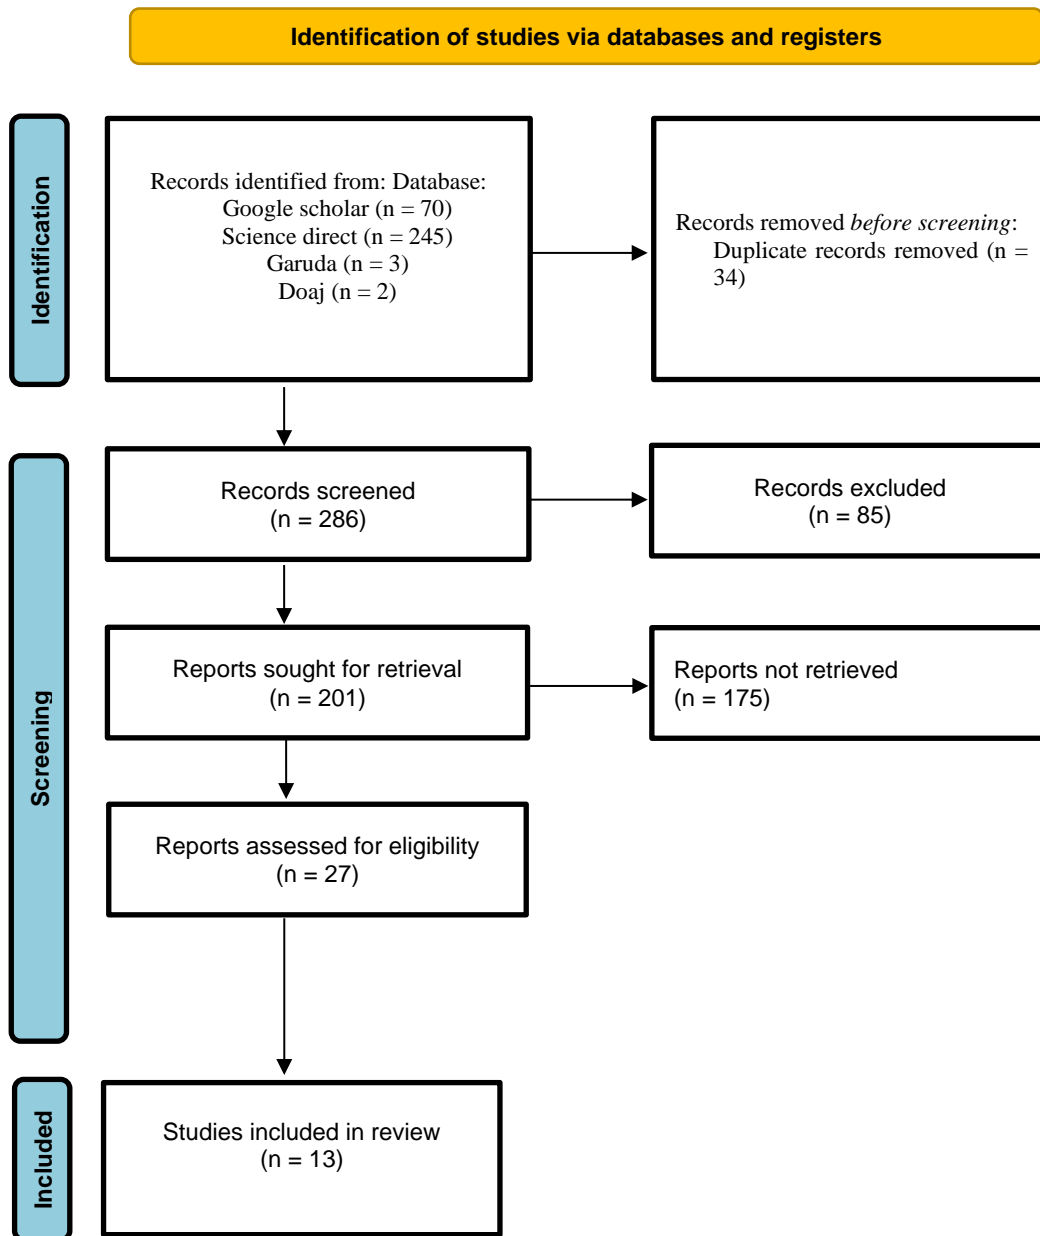 Identification of studies via databases and registers
Identification
Records identified from: Database:
Google scholar (n = 70)
Science direct (n = 245)
Garuda (n = 3)
Doaj (n = 2)
Records removed before screening:
Duplicate records removed (n =
34)
Screening
Records screened
(n = 286)
Records excluded
(n = 85)
Reports sought for retrieval
(n = 201)
Reports not retrieved
(n = 175)
Reports assessed for eligibility
(n = 27)
Included
Studies included in review
(n = 13)